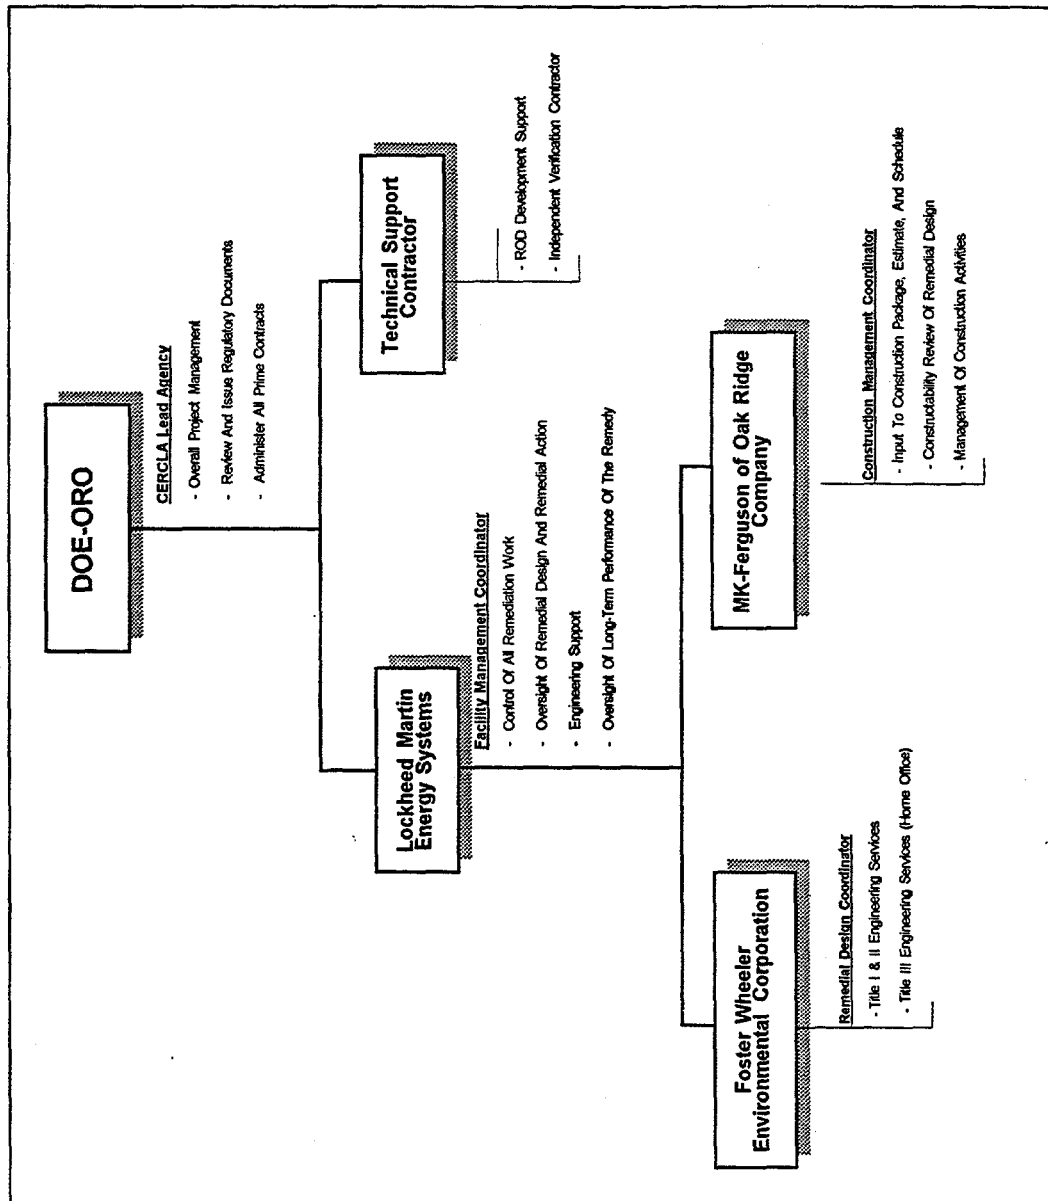 DOE-ORO
CERCLA Lead Agency
- Overall Project Management
- Review And Issue Regulatory Documents
- Administer All Prime Contracts
Lockheed Martin
Energy Systems
Facility Management Coordinator
- Control Of All Remediation Work
- Oversight Of Remedial Design And Remedial Action
- Engineering Support
- Oversight Of Long-Term Performance Of The Remedy
Technical Support
Contractor
- ROD Development Support
- Independent Verification Contractor
Foster Wheeler
Environmental Corporation
Remedial Design Coordinator
- Title I & II Engineering Services
- Title III Engineering Services (Home Office)
MK-Ferguson of Oak Ridge
Company
Construction Management Coordinator
- Input To Construction Package, Estimate, And Schedule
- Constructability Review Of Remedial Design
- Management Of Construction Activities